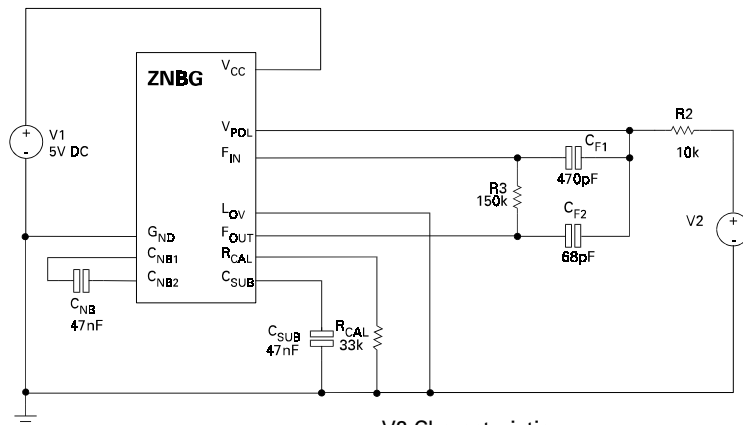 ZNBG
VCC
VPOL
FIN
LOV
GND
FOUT
CNB1
RCAL
CNB2
CSUB
V1
5V DC
+
-
CNB
47nF
CSUB
47nF
RCAL
33k
R3
150k
CF1
470pF
CF2
68pF
R2
10k
V2
+
-